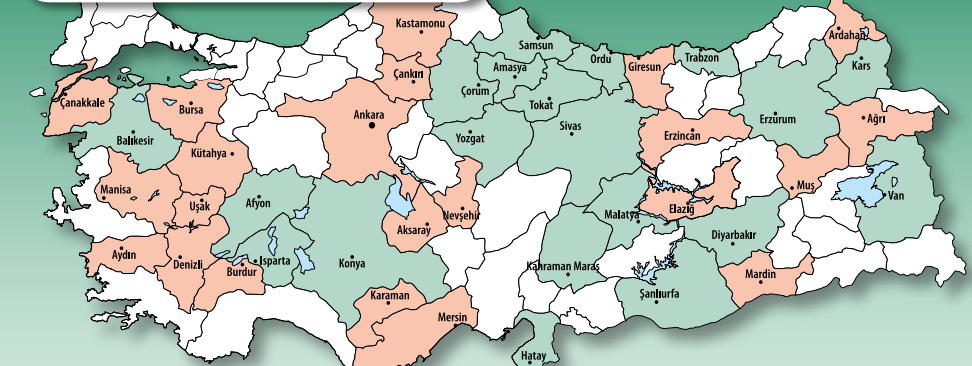 Kastamonu
Samsun
Ordu
Ardahan
Trabzon
Giresun
Kars
Amasya
Çankırı
Çorum
Çanakkale
Bursa
Tokat
Ankara
Erzurum
Ağrı
Sivas
Balıkesir
Yozgat
Erzincan
Kütahya
Muş
Manisa
Van
Uşak
Afyon
Elazığ
Nevşehir
Malatya
Aksaray
Diyarbakır
Aydın
Isparta
Denizli
Konya
Burdur
Kahraman Maraş
Mardin
Karaman
Şanlıurfa
Mersin
Hatay